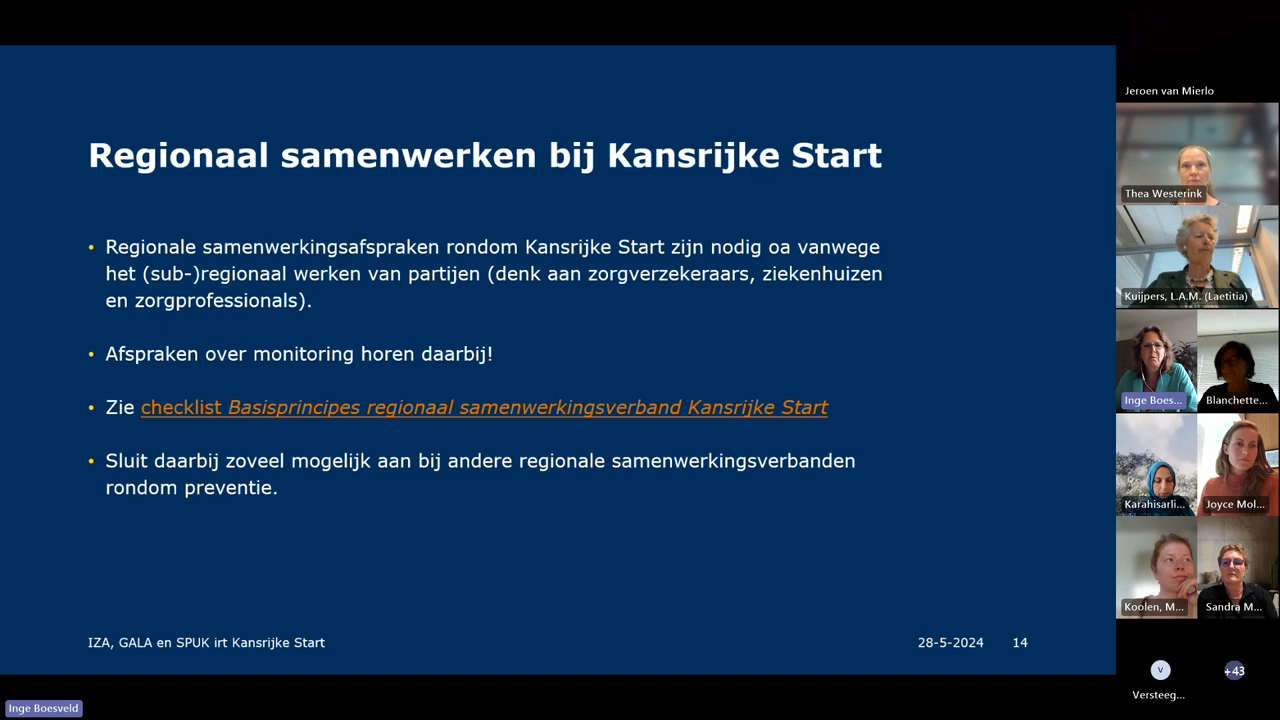 Regionaal samenwerken bij Kansrijke Start
• Regionale samenwerkingsafspraken rondom Kansrijke Start zijn nodig oa vanwege
het (sub-)regionaal werken van partijen (denk aan zorgverzekeraars, ziekenhuizen
en zorgprofessionals).
• Afspraken over monitoring horen daarbij!
• Zie checklist Basisprincipes regionaal samenwerkingsverband Kansrijke Start
• Sluit daarbij zoveel mogelijk aan bij andere regionale samenwerkingsverbanden
rondom preventie.
IZA, GALA en SPUK irt Kansrijke Start
28-5-2024 14
Inge Boesveld
Jeroen van Mierlo
Thea Westerink
Kuijpers, L.A.M. (Laetitia)
Inge Boes...
Blanchette...
Karahisarli...
Joyce Mol...
Koolen, M...
Sandra M...
V
+43
Versteeg...